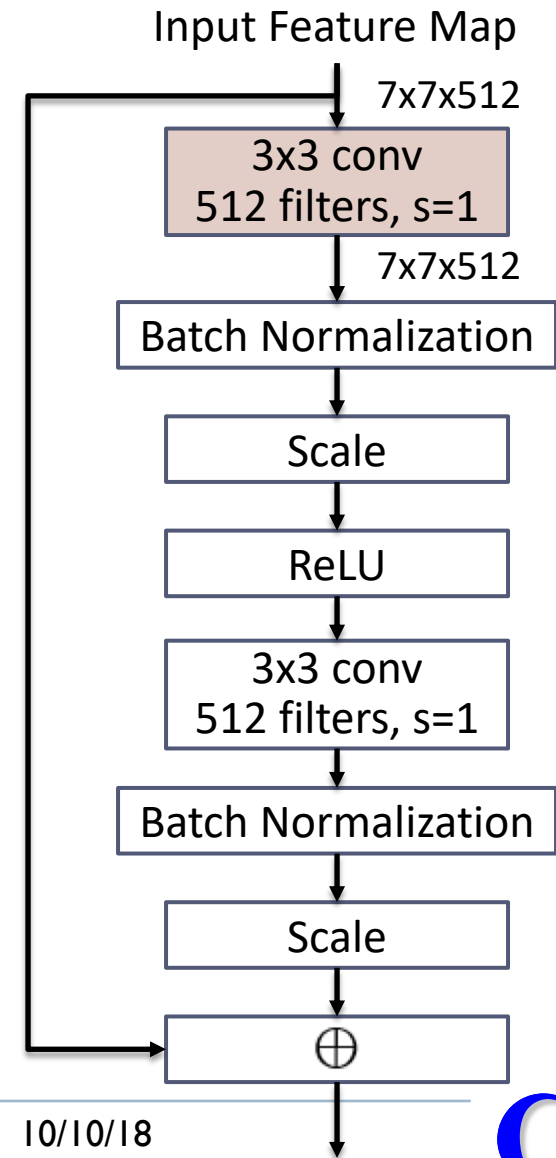 Input Feature Map
7x7x512
3x3 conv
512 filters, s=1
7x7x512
Batch Normalization
Scale
ReLU
3x3 conv
512 filters, s=1
Batch Normalization
Scale
⊕
10/10/18